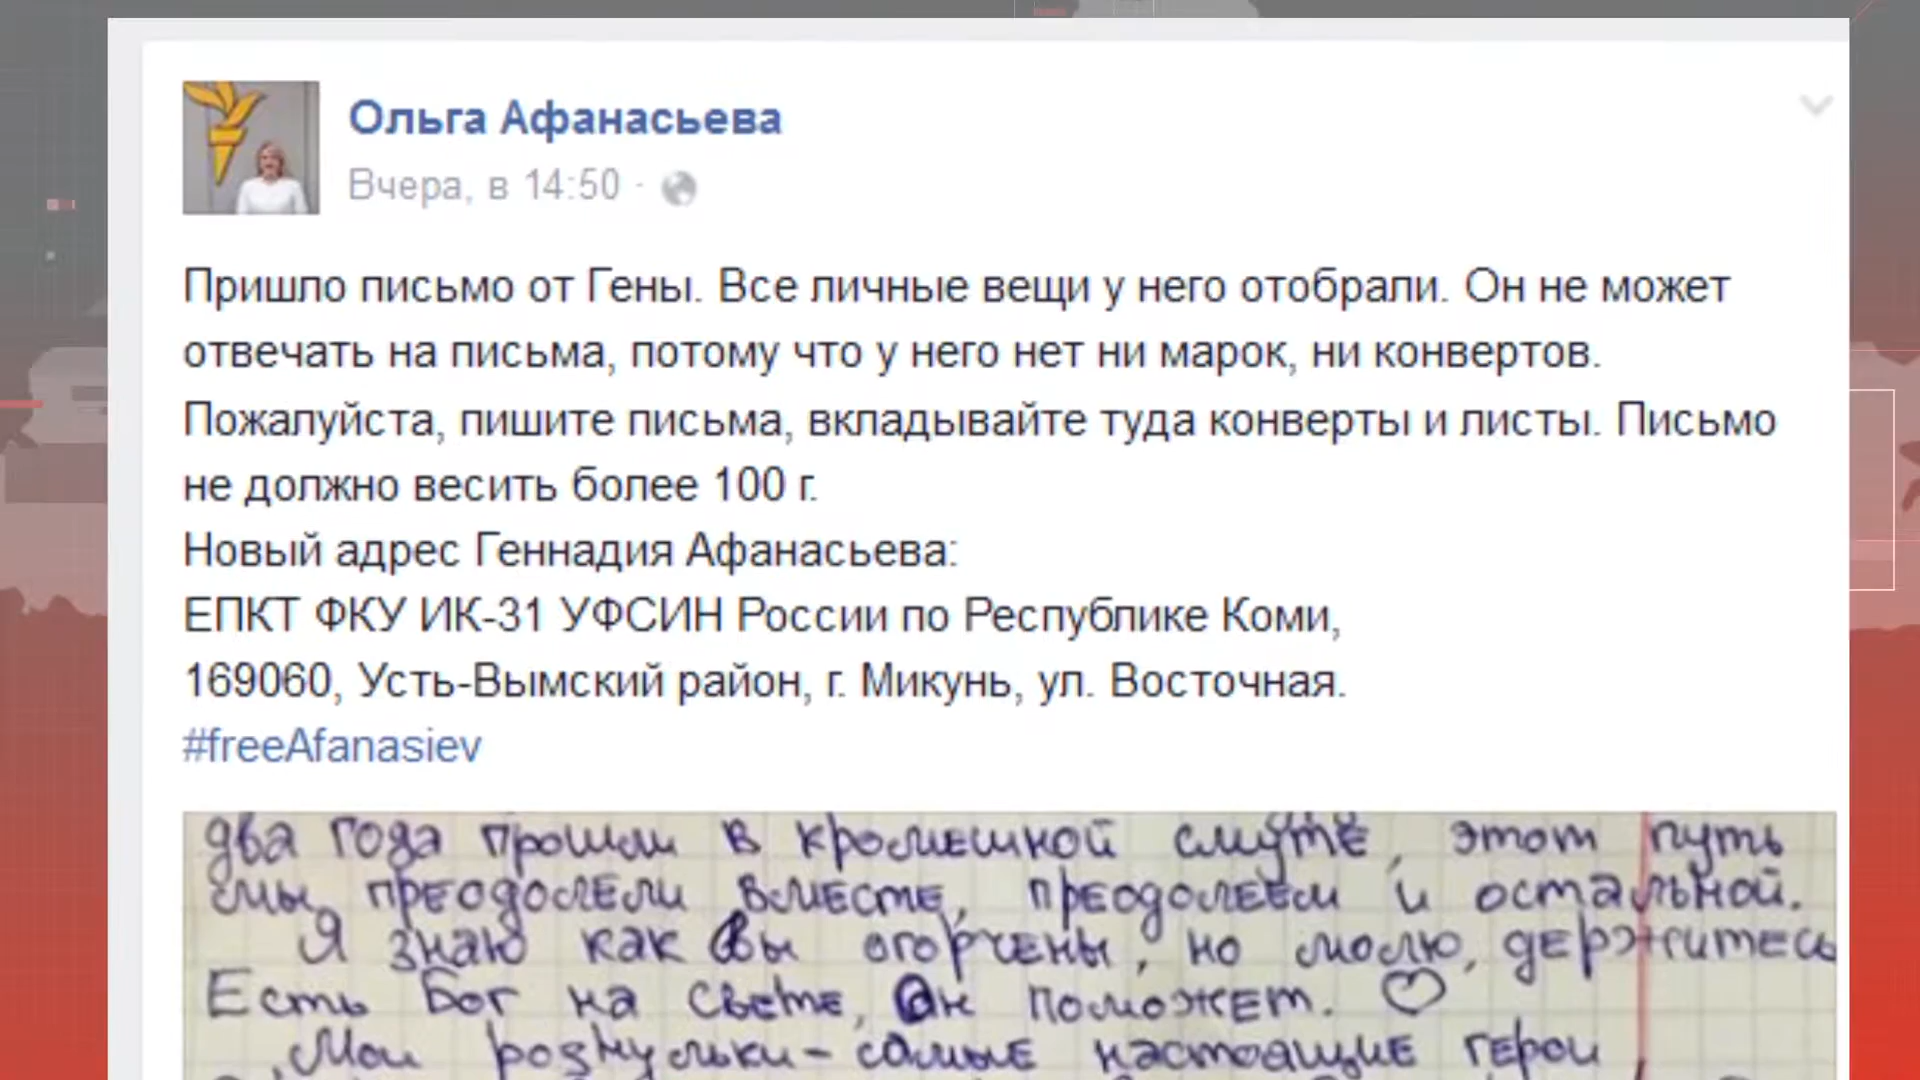 Ольга Афанасьева
Вчера, в 14:50 ·
Пришло письмо от Гены. Все личные вещи у него отобрали. Он не может
отвечать на письма, потому что у него нет ни марок, ни конвертов.
Пожалуйста, пишите письма, вкладывайте туда конверты и листы. Письмо
не должно весить более 100 г.
Новый адрес Геннадия Афанасьева:
ЕПКТ ФКУ ИК-31 УФСИН России по Республике Коми,
169060, Усть-Вымский район, г. Микунь, ул. Восточная.
#freeAfanasiev
два года прошли в кромешной смуте, этот путь
мы преодолели вместе, преодолеем и остальной.
Я знаю как Вы огорчены, но молю, держитесь
Есть Бог на свете, Он поможет. ♡
Мои - самые настоящие герои